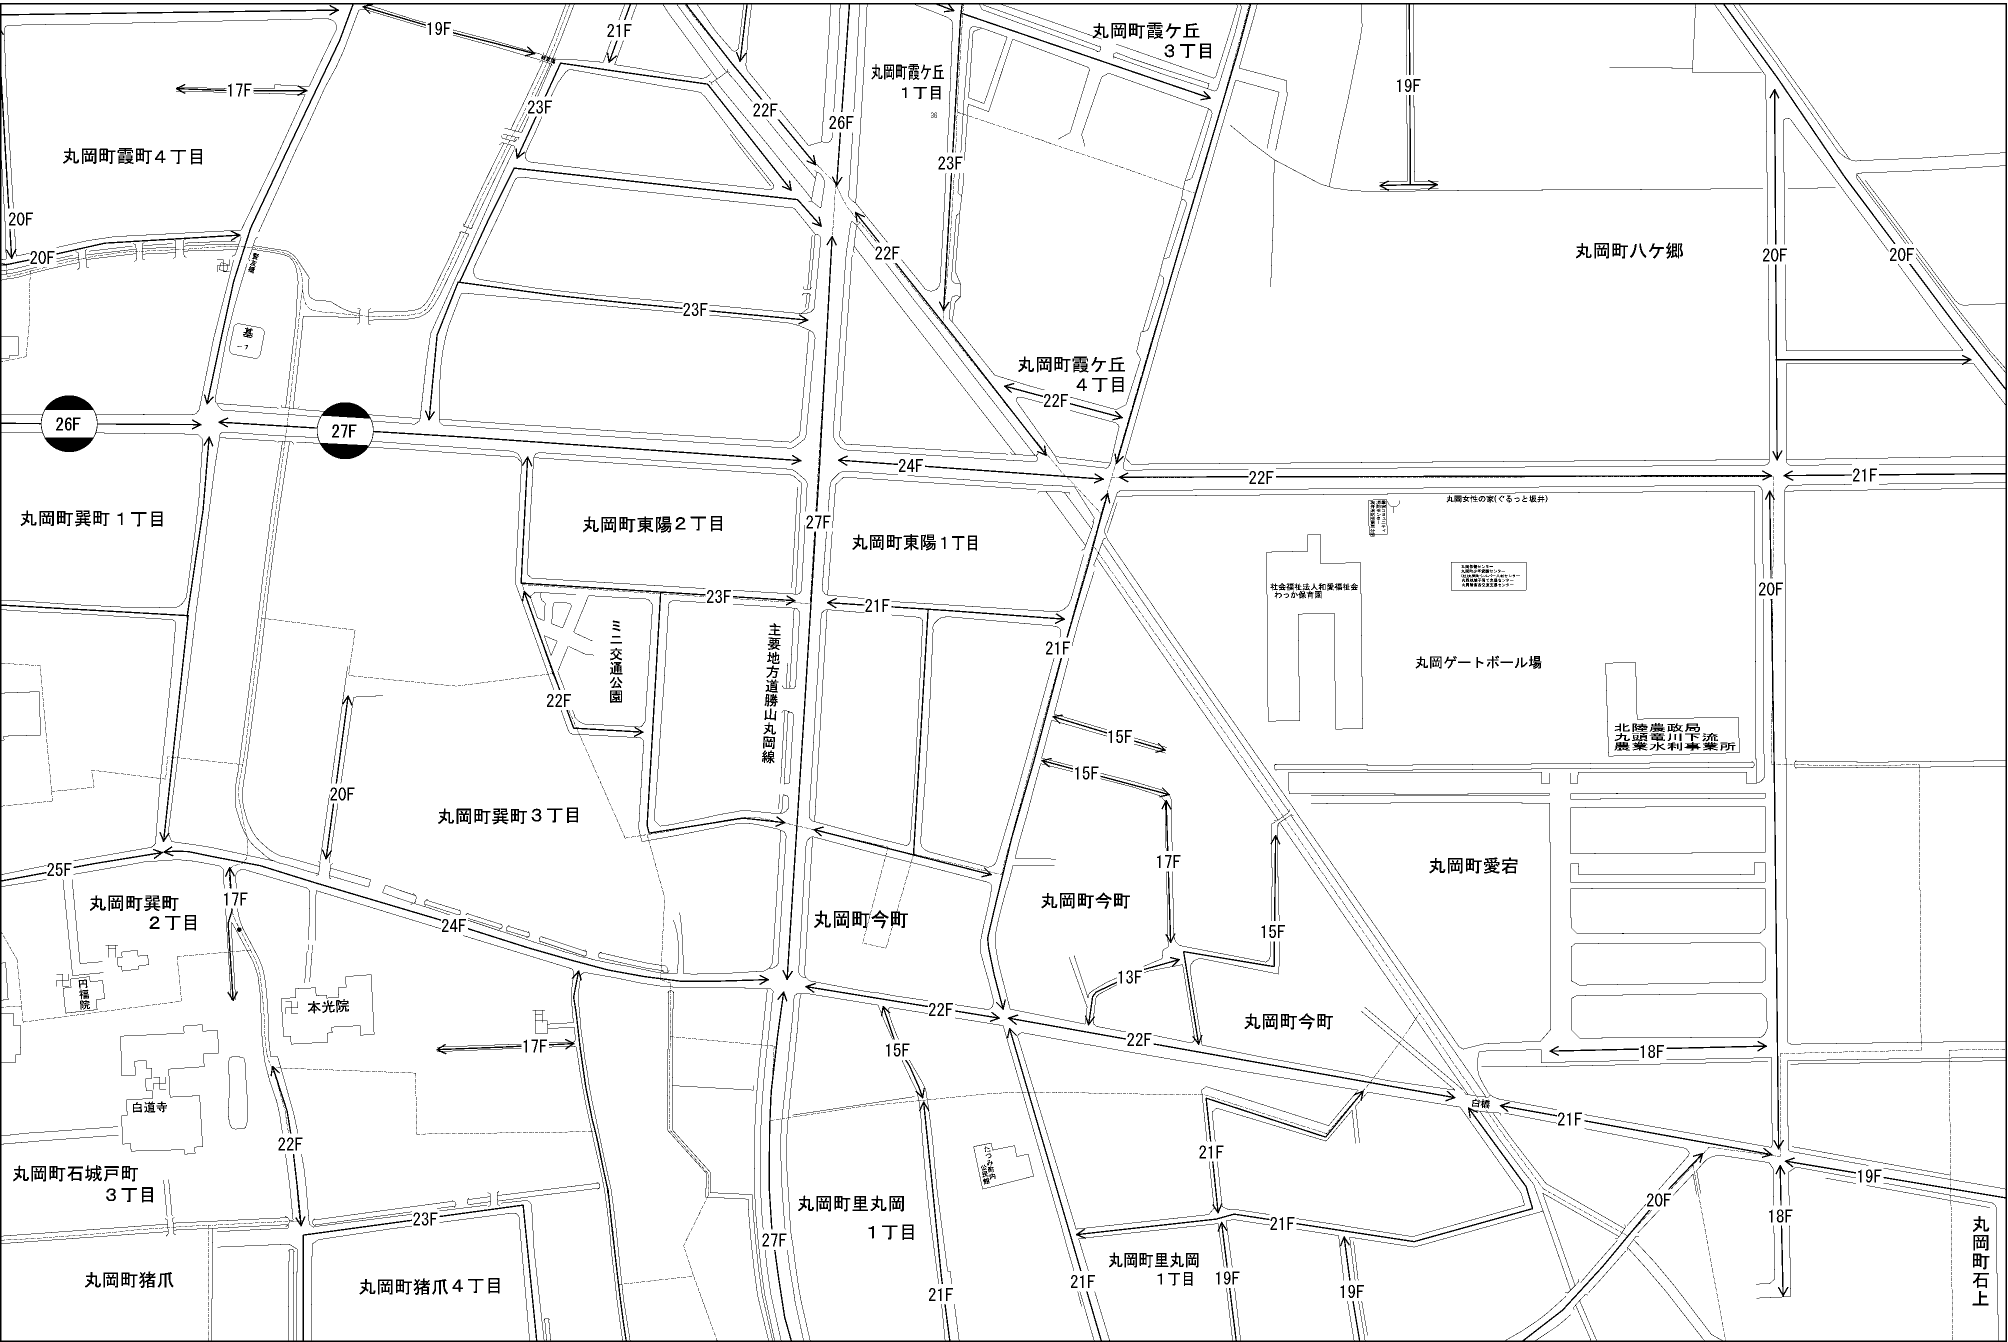 19F
21F
丸岡町霞ケ丘
３丁目
丸岡町霞ケ丘
１丁目
17F
23F
22F
26F
19F
36
丸岡町霞町４丁目
23F
20F
20F
22F
丸岡町八ケ郷
20F
20F
23F
墓
丸岡町霞ケ丘
４丁目
22F
26F
27F
24F
22F
21F
丸岡女性の家(ぐるっと坂井)
丸岡町巽町１丁目
丸岡町東陽２丁目
27F
丸岡町東陽１丁目
社会福祉法人和愛福祉会
わっか保育園
20F
23F
21F
ミニ交通公園
主要地方道勝山丸岡線
21F
丸岡ゲートボール場
22F
北陸農政局
九頭竜川下流
農業水利事業所
15F
15F
20F
丸岡町巽町３丁目
25F
17F
丸岡町愛宕
丸岡町巽町
２丁目
17F
24F
丸岡町今町
丸岡町今町
15F
13F
円福院
本光院
22F
22F
丸岡町今町
17F
15F
18F
白道寺
白橋
21F
22F
21F
たつみ町内
公民館
丸岡町石城戸町
３丁目
19F
23F
27F
丸岡町里丸岡
１丁目
21F
20F
18F
丸岡町石上
丸岡町猪爪
丸岡町猪爪４丁目
21F
21F
丸岡町里丸岡
１丁目
19F
19F